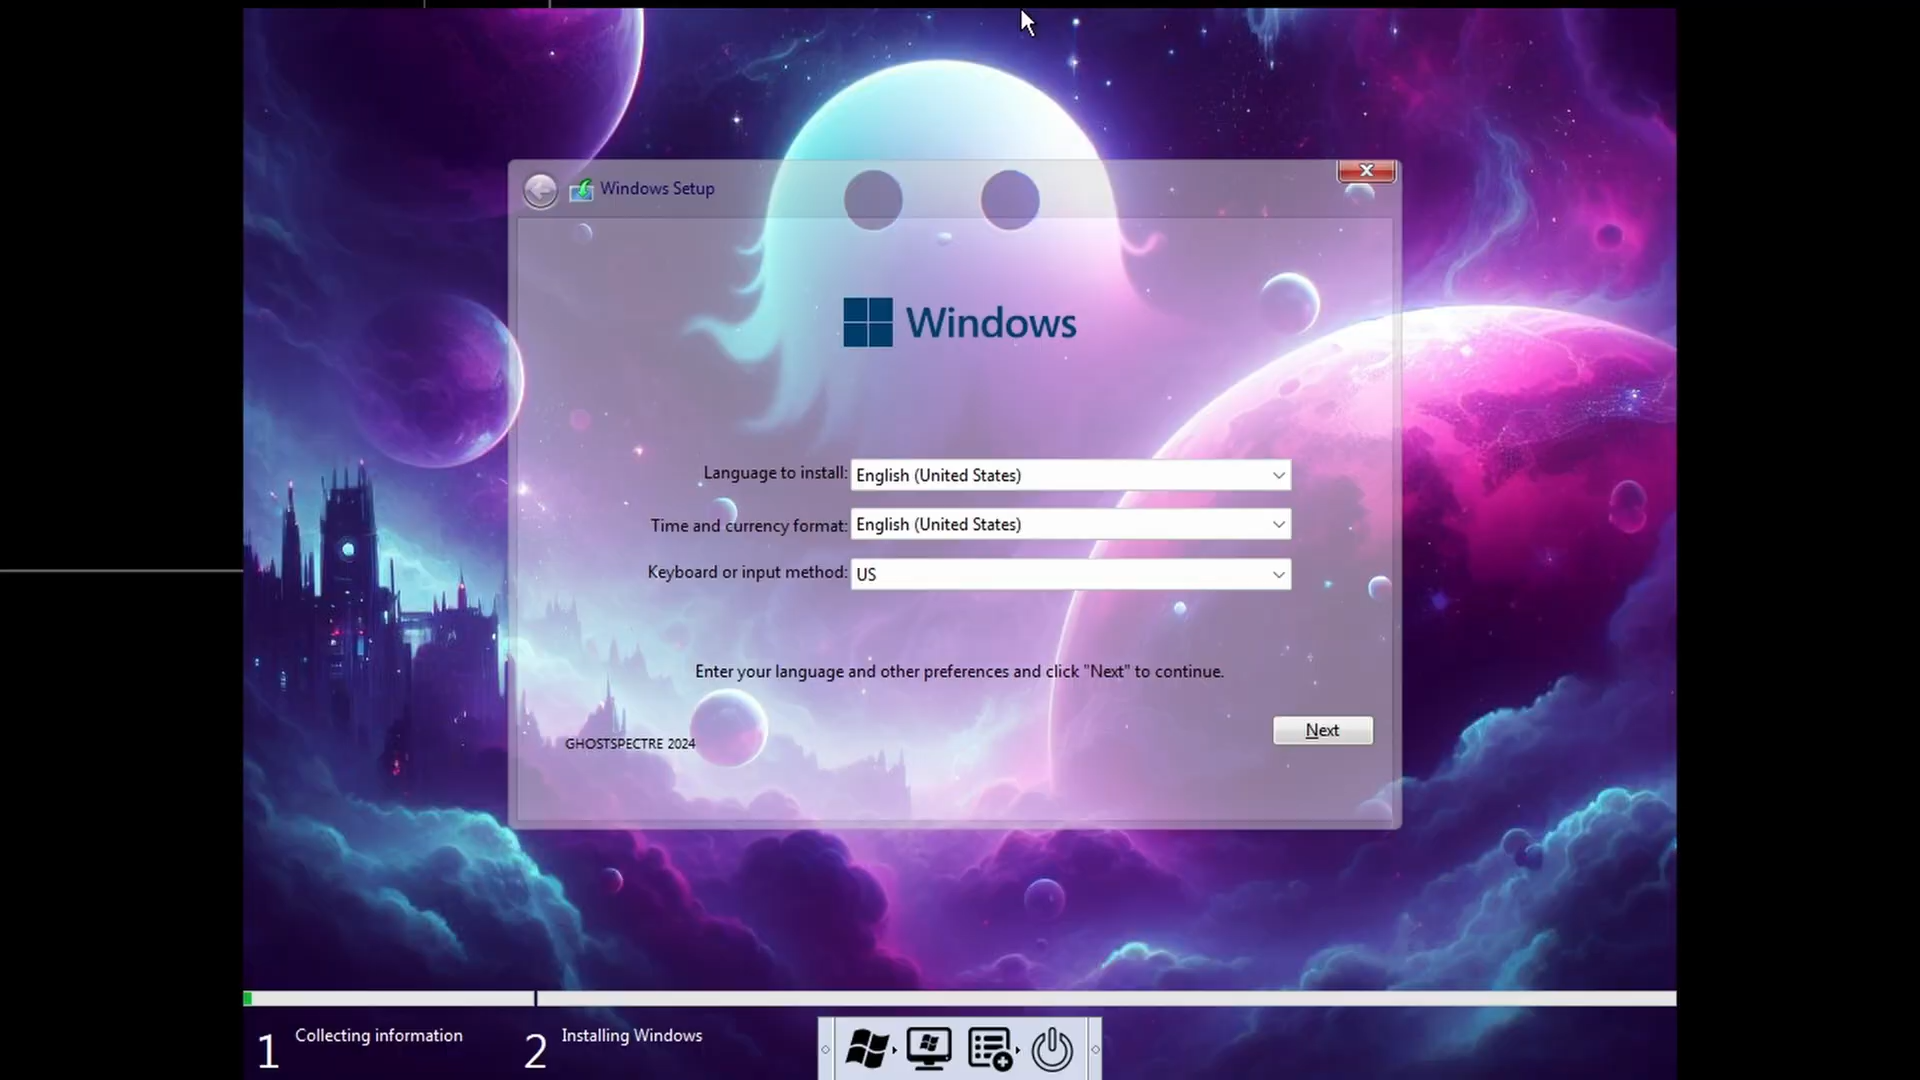 Windows Setup
Windows
Language to install: English (United States)
Time and currency format: English (United States)
Keyboard or input method: US
Enter your language and other preferences and click "Next" to continue.
Next
GHOSTSPECTRE 2024
1 Collecting information
2 Installing Windows